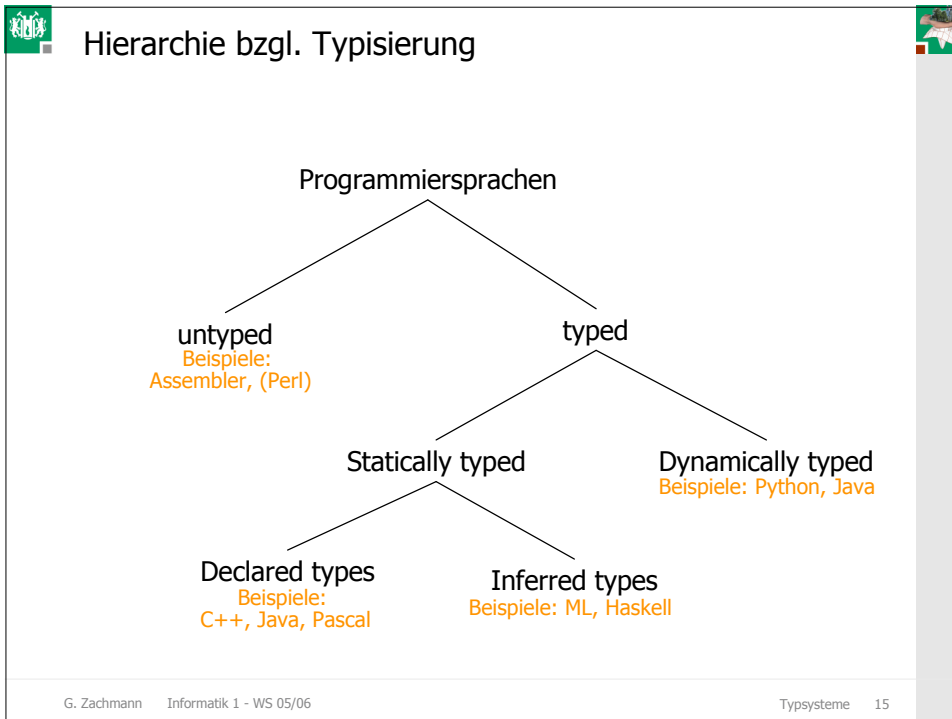 Hierarchie bzgl. Typisierung
Programmiersprachen
untyped
Beispiele:
Assembler, (Perl)
typed
Statically typed
Dynamically typed
Beispiele: Python, Java
Declared types
Beispiele:
C++, Java, Pascal
Inferred types
Beispiele: ML, Haskell
G. Zachmann Informatik 1 - WS 05/06 Typsysteme 15